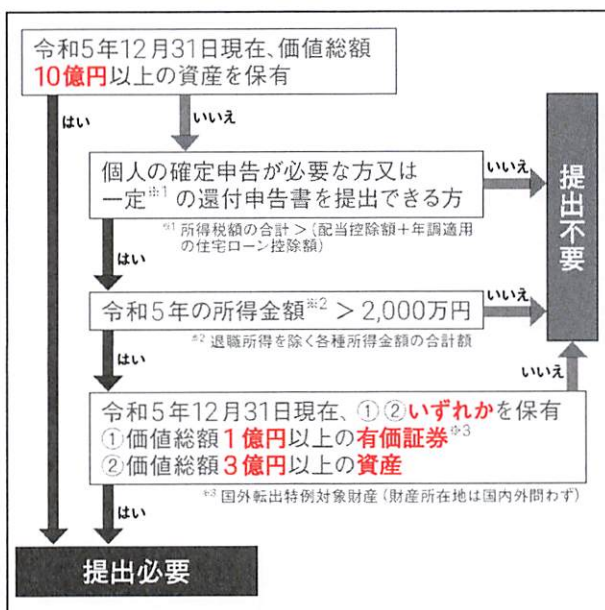 令和5年12月31日現在、価値総額
10億円以上の資産を保有
はい
いいえ
個人の確定申告が必要な方又は
一定※1の還付申告書を提出できる方
いいえ
提出不要
※1 所得税額の合計 > (配当控除額+年調適用
の住宅ローン控除額)
はい
令和5年の所得金額※2 > 2,000万円
いいえ
※2 退職所得を除く各種所得金額の合計額
はい
いいえ
令和5年12月31日現在、①②いずれかを保有
①価値総額1億円以上の有価証券※3
②価値総額3億円以上の資産
※3 国外転出特例対象財産(財産所在地は国内外問わず)
はい
提出必要